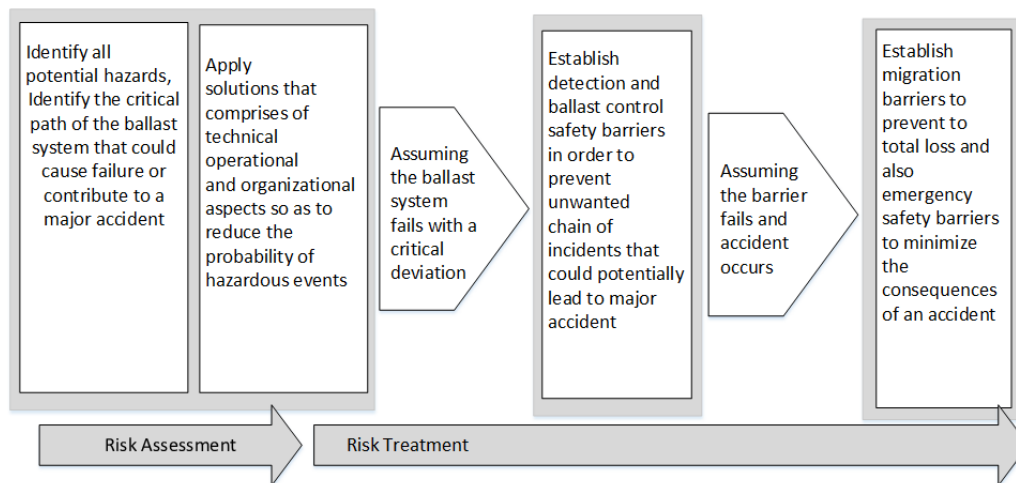 Identify all
potential hazards,
Identify the critical
path of the ballast
system that could
cause failure or
contribute to a
major accident
Apply
solutions that
comprises of
technical
operational
and organizational
aspects so as to
reduce the
probability of
hazardous events
Assuming
the ballast
system
fails with a
critical
deviation
Establish
detection and
ballast control
safety barriers
in order to
prevent
unwanted
chain of
incidents that
could potentially
lead to major
accident
Assuming
the barrier
fails and
accident
occurs
Establish
migration
barriers to
prevent to
total loss and
also
emergency
safety barriers
to minimize
the
consequences
of an accident
Risk Assessment
Risk Treatment